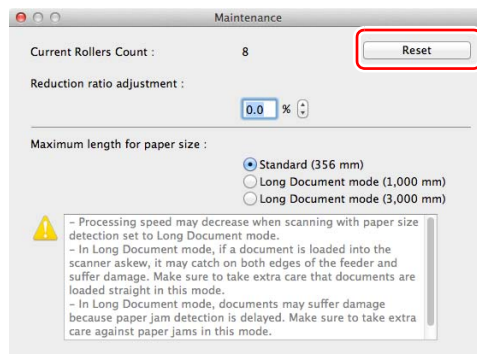 Maintenance
Current Rollers Count : 8 Reset
Reduction ratio adjustment :
0.0 %
Maximum length for paper size :
Standard (356 mm)
Long Document mode (1,000 mm)
Long Document mode (3,000 mm)
– Processing speed may decrease when scanning with paper size
detection set to Long Document
mode.
– In Long Document mode, if a document is loaded into the
scanner askew, it may catch on both edges of the feeder and
suffer damage. Make sure to take extra care that documents are
loaded straight in this mode.
– In Long Document mode, documents may suffer damage
because paper jam detection is delayed. Make sure to take extra
care against paper jams in this mode.